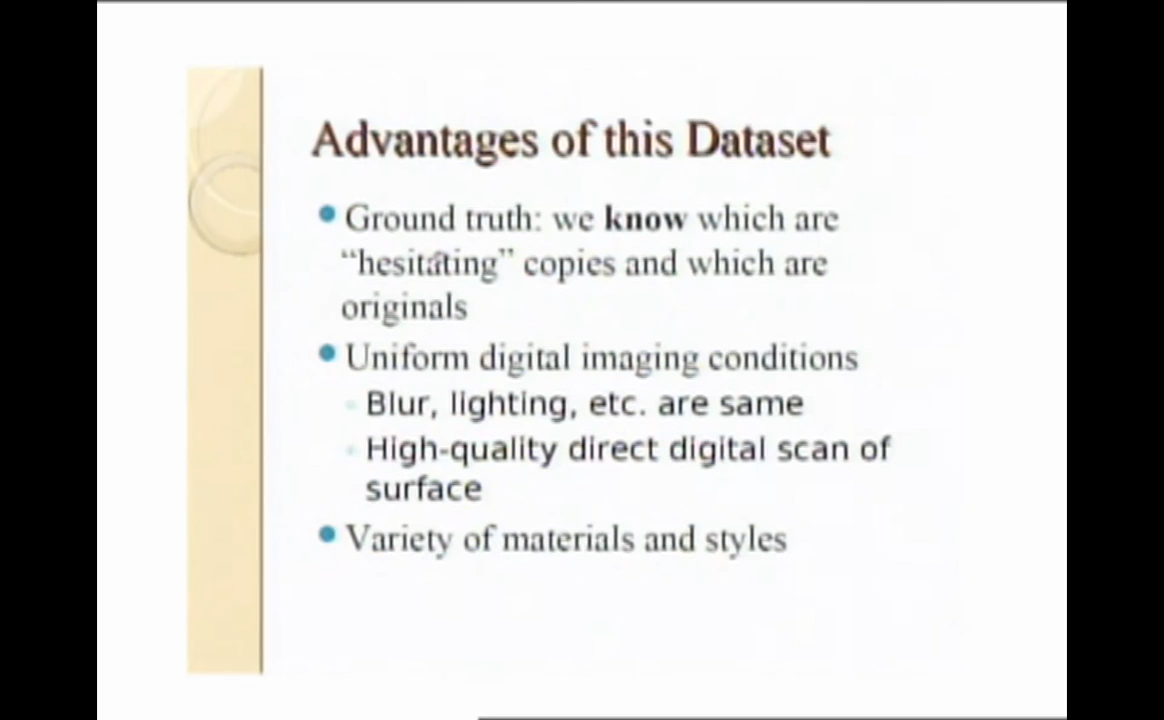 Advantages of this Dataset
Ground truth: we know which are
“hesitating” copies and which are
originals
Uniform digital imaging conditions
Blur, lighting, etc. are same
High-quality direct digital scan of
surface
Variety of materials and styles